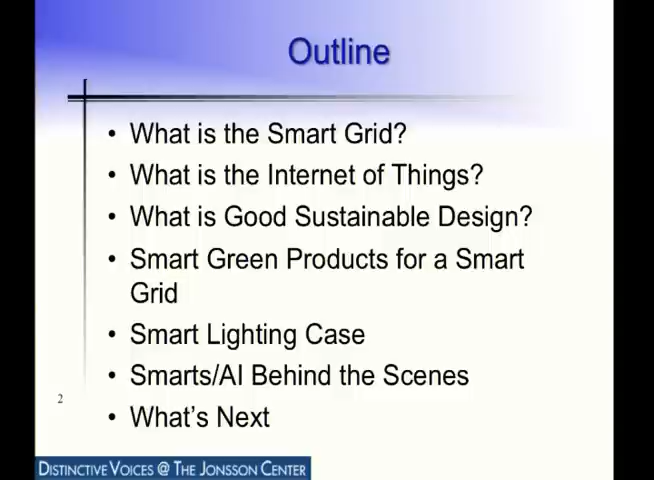 Outline
• What is the Smart Grid?
• What is the Internet of Things?
• What is Good Sustainable Design?
• Smart Green Products for a Smart
Grid
• Smart Lighting Case
• Smarts/AI Behind the Scenes
• What's Next
2
DISTINCTIVE VOICES @ THE JONSSON CENTER